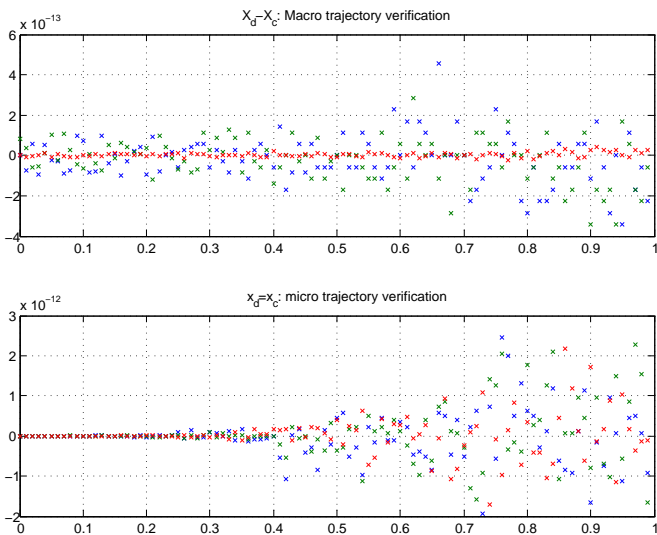 X_d−X_c: Macro trajectory verification
x 10^−13
6
4
2
0
−2
−4
0 0.1 0.2 0.3 0.4 0.5 0.6 0.7 0.8 0.9 1
x_d=x_c: micro trajectory verification
x 10^−12
3
2
1
0
−1
−2
0 0.1 0.2 0.3 0.4 0.5 0.6 0.7 0.8 0.9 1